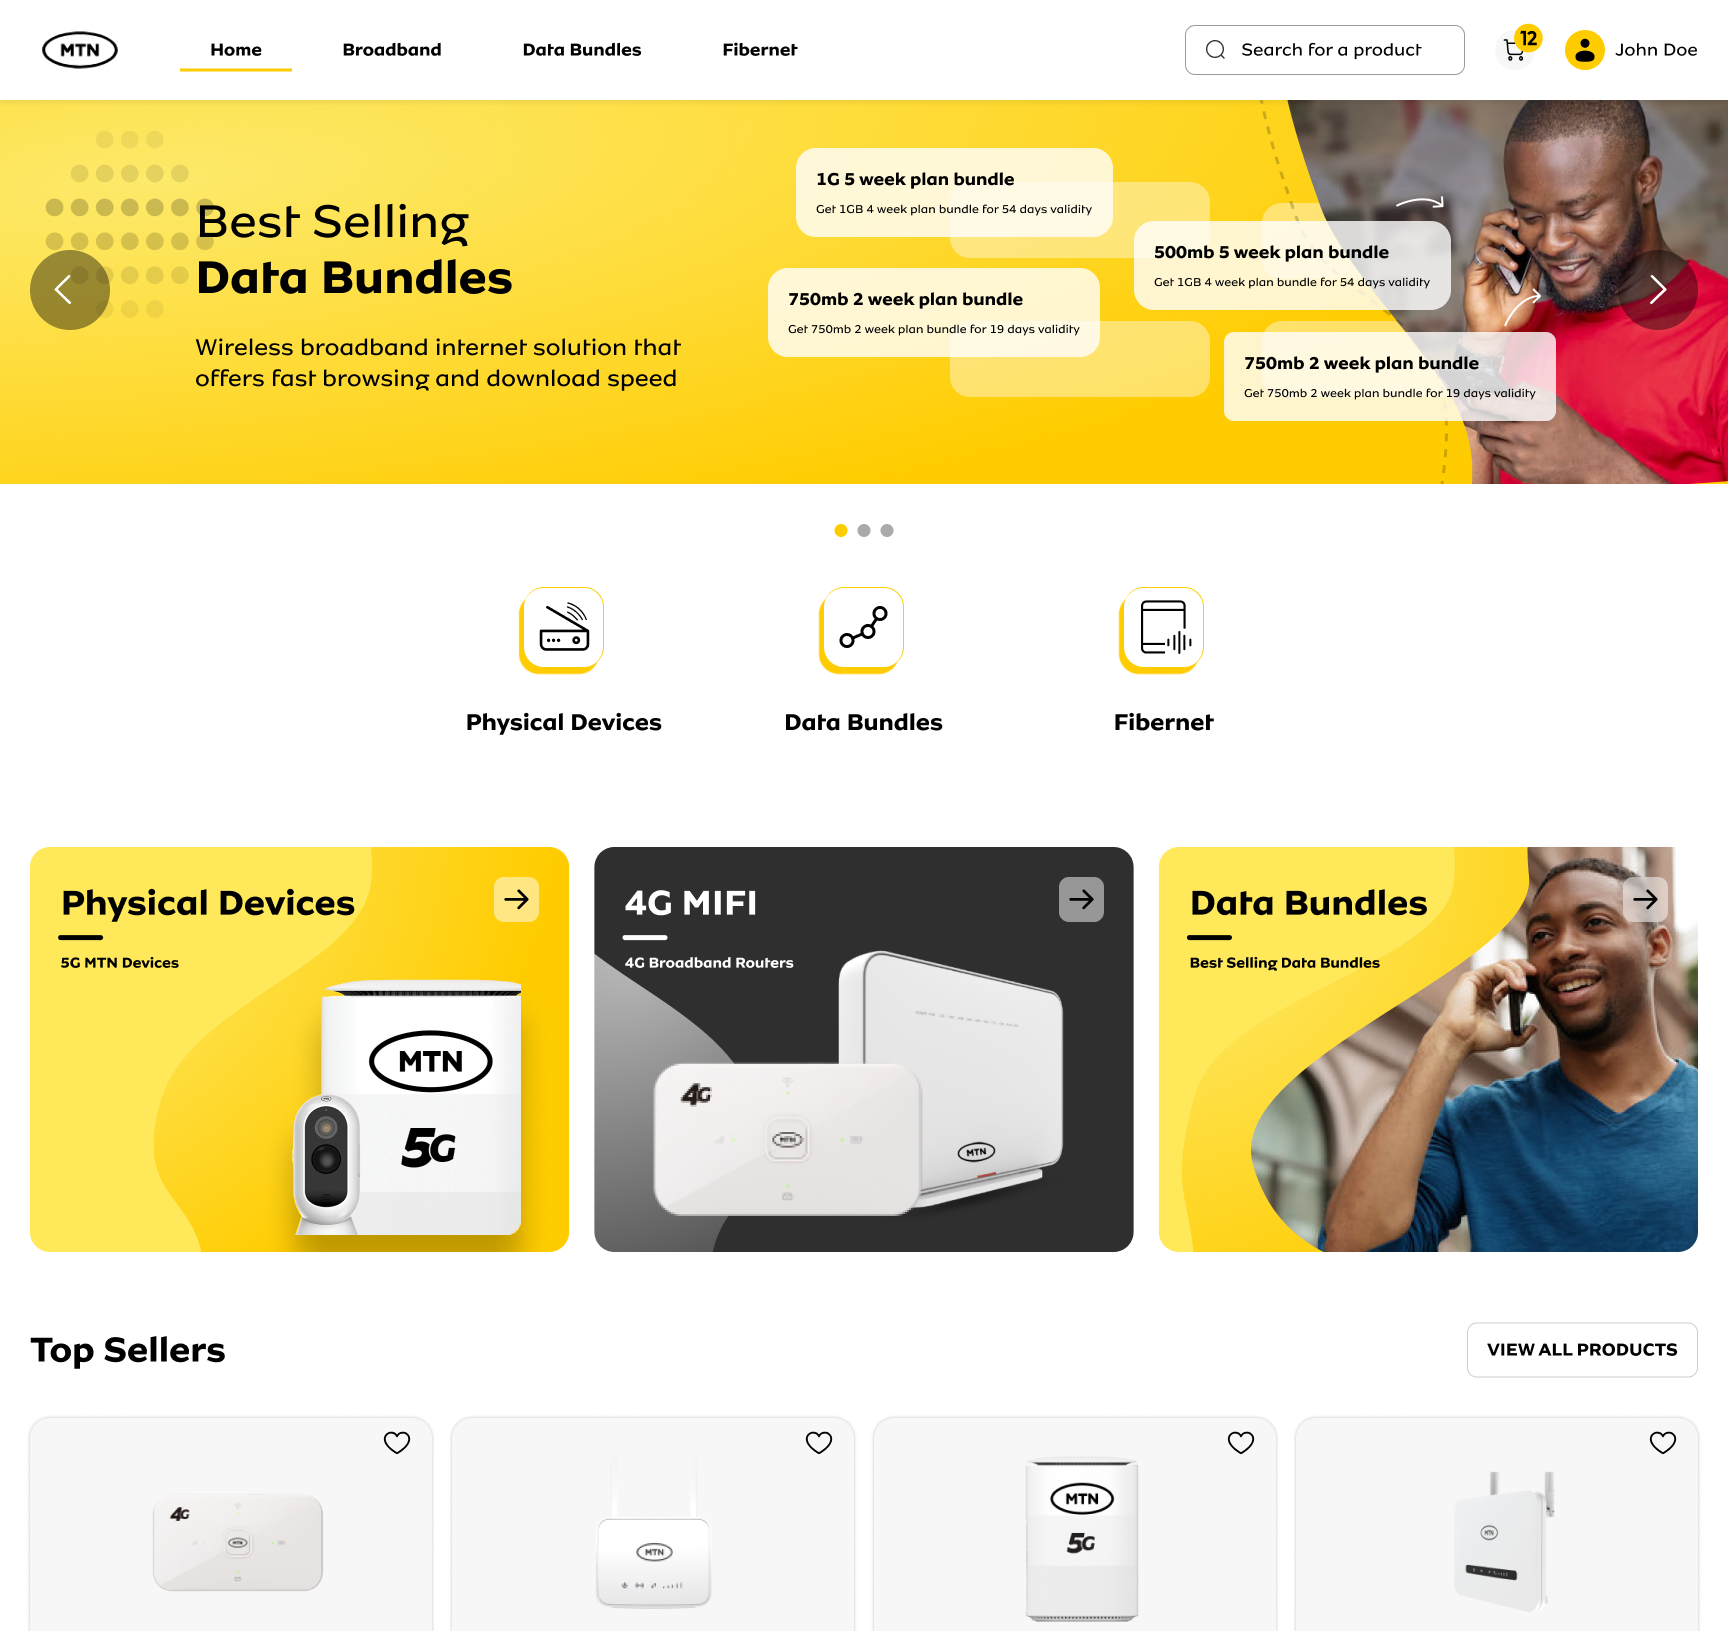 MTN
Home
Broadband
Data Bundles
Fibernet
Search for a product
12
John Doe
Best Selling
Data Bundles
Wireless broadband internet solution that
offers fast browsing and download speed
1G 5 week plan bundle
Get 1GB 4 week plan bundle for 54 days validity
500mb 5 week plan bundle
Get 1GB 4 week plan bundle for 54 days validity
750mb 2 week plan bundle
Get 750mb 2 week plan bundle for 19 days validity
750mb 2 week plan bundle
Get 750mb 2 week plan bundle for 19 days validity
Physical Devices
Data Bundles
Fibernet
Physical Devices
5G MTN Devices
MTN
5G
4G MIFI
4G Broadband Routers
4G
MTN
MTN
Data Bundles
Best Selling Data Bundles
Top Sellers
VIEW ALL PRODUCTS
4G
MTN
MTN
MTN
5G
MTN